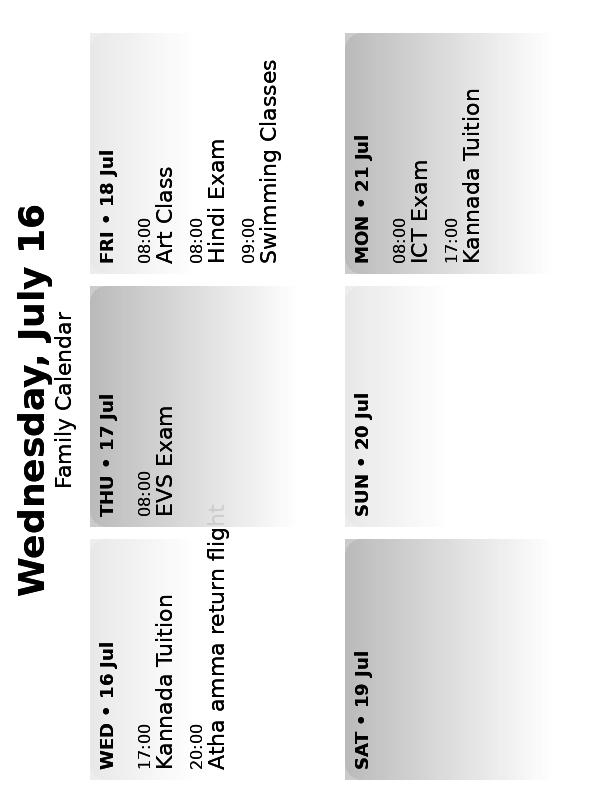 Wednesday, July 16
Family Calendar
WED • 16 Jul
17:00
Kannada Tuition
20:00
Atha amma return flight
THU • 17 Jul
08:00
EVS Exam
FRI • 18 Jul
08:00
Art Class
08:00
Hindi Exam
09:00
Swimming Classes
SAT • 19 Jul
SUN • 20 Jul
MON • 21 Jul
08:00
ICT Exam
17:00
Kannada Tuition